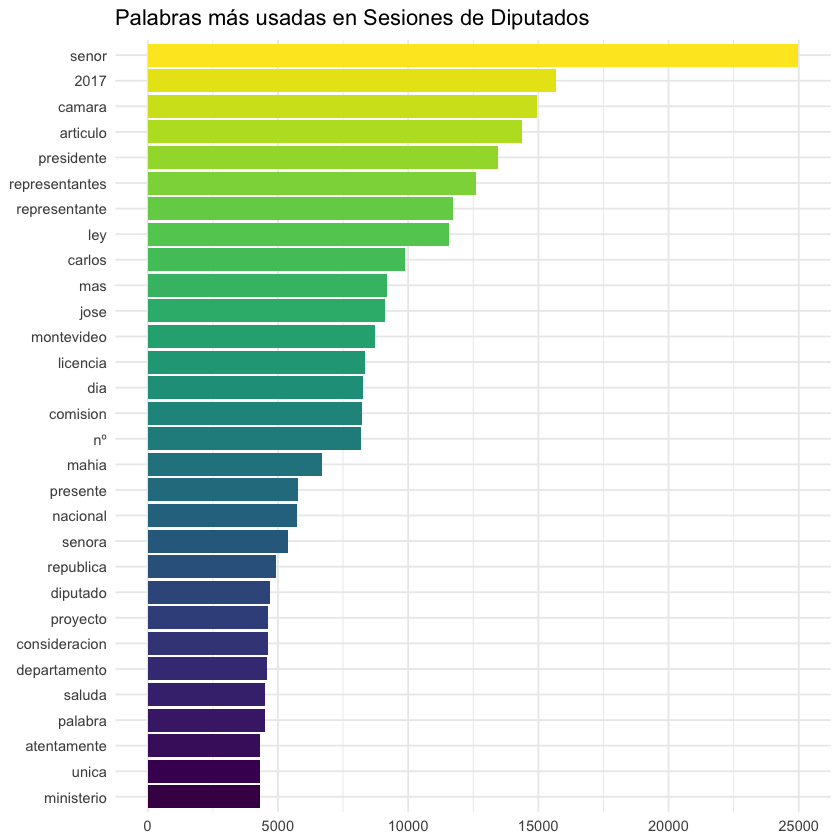 Palabras más usadas en Sesiones de Diputados
senor
2017
camara
articulo
presidente
representantes
representante
ley
carlos
mas
jose
montevideo
licencia
dia
comision
nº
mahia
presente
nacional
senora
republica
diputado
proyecto
consideracion
departamento
saluda
palabra
atentamente
unica
ministerio
0 5000 10000 15000 20000 25000